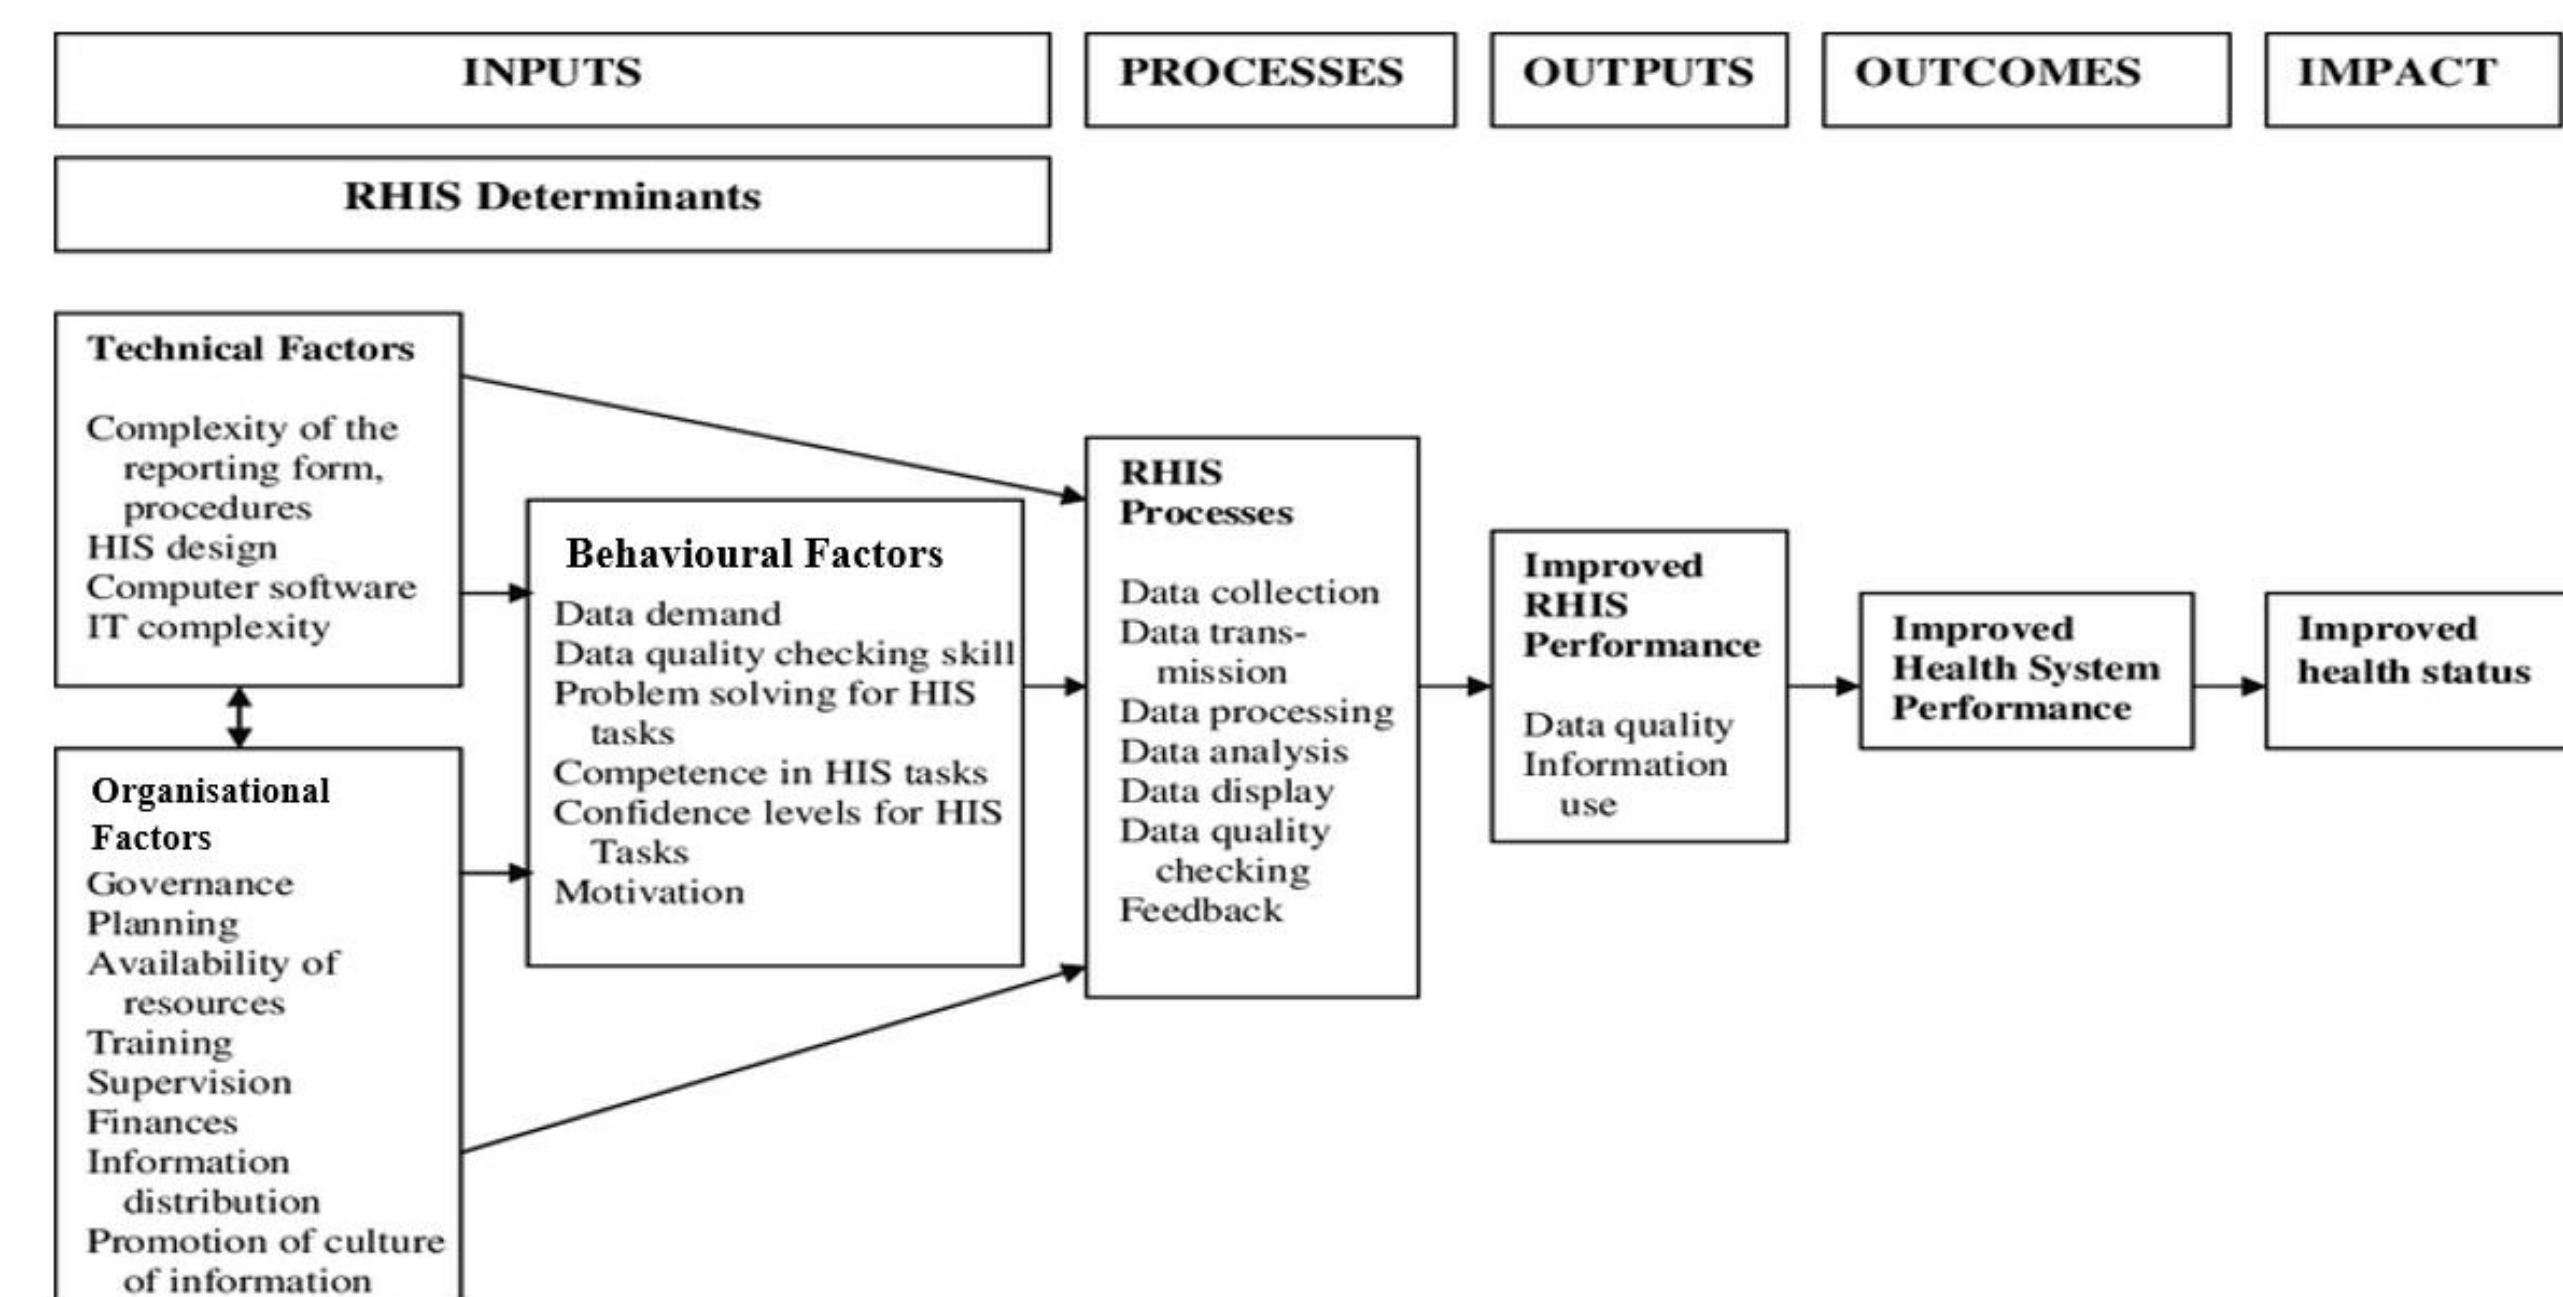 INPUTS
PROCESSES
OUTPUTS
OUTCOMES
IMPACT
RHIS Determinants
Technical Factors
Complexity of the
reporting form,
procedures
HIS design
Computer software
IT complexity
Organisational
Factors
Governance
Planning
Availability of
resources
Training
Supervision
Finances
Information
distribution
Promotion of culture
of information
Behavioural Factors
Data demand
Data quality checking skill
Problem solving for HIS
tasks
Competence in HIS tasks
Confidence levels for HIS
Tasks
Motivation
RHIS
Processes
Data collection
Data trans-
mission
Data processing
Data analysis
Data display
Data quality
checking
Feedback
Improved
RHIS
Performance
Data quality
Information
use
Improved
Health System
Performance
Improved
health status